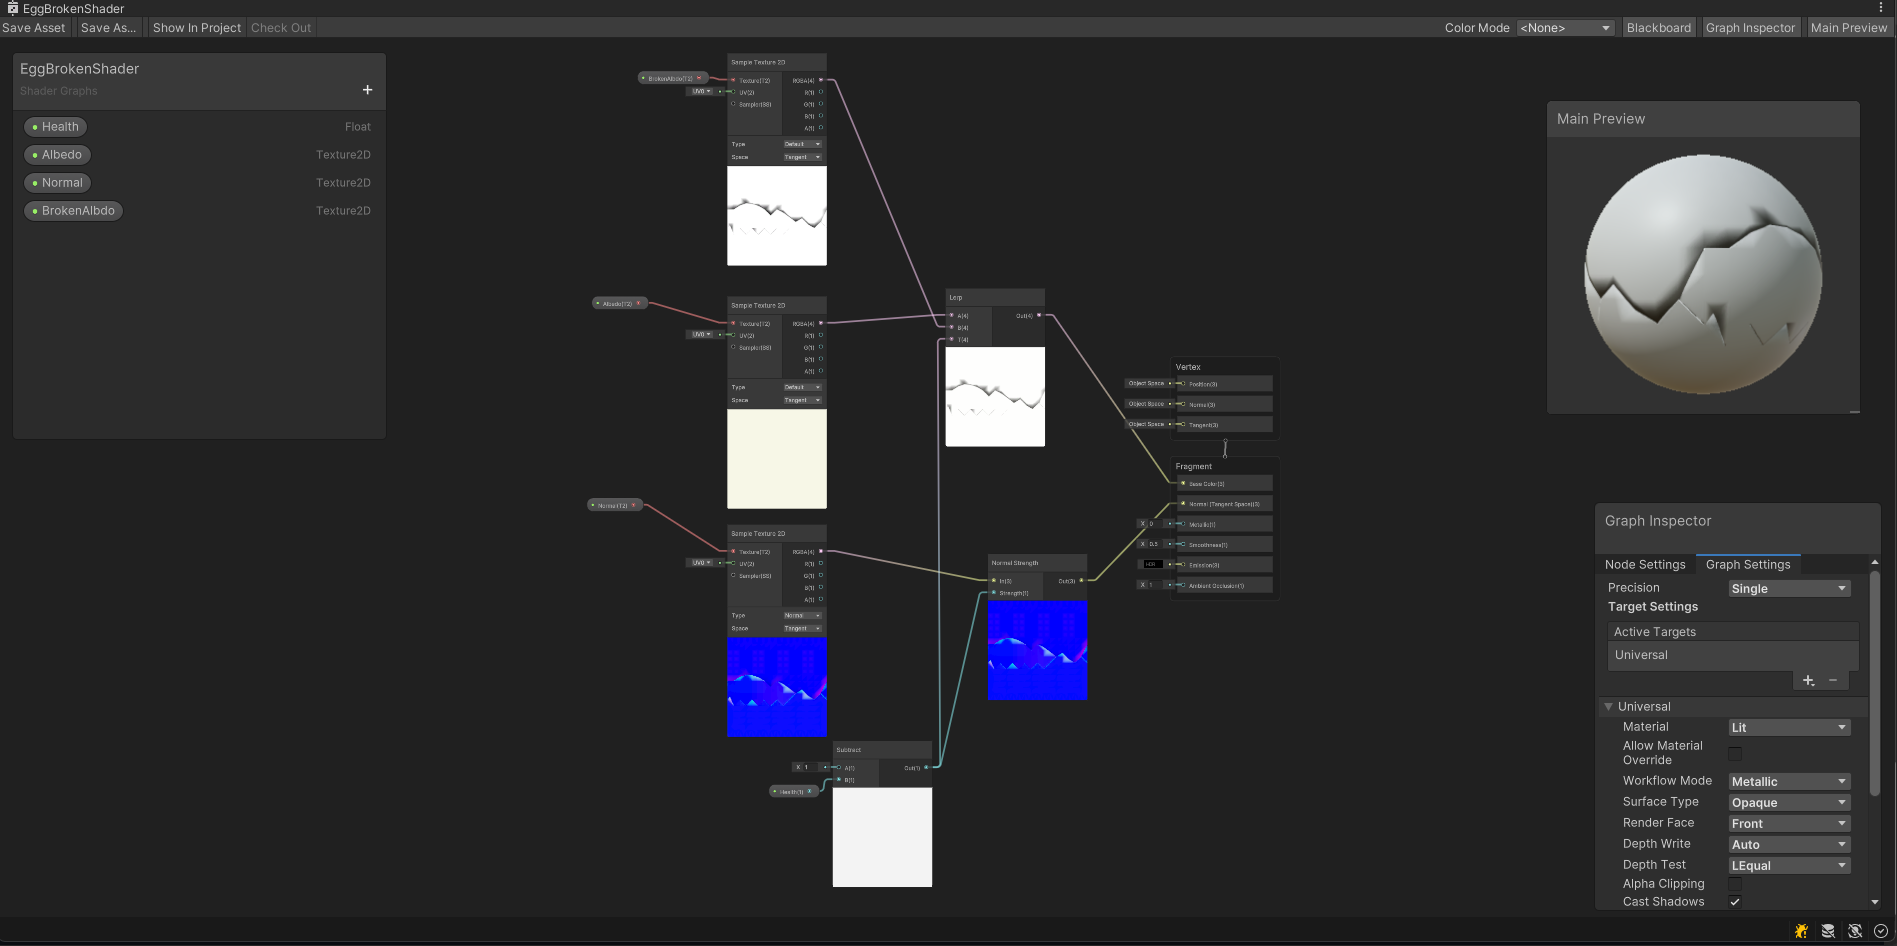 EggBrokenShader
Save Asset Save As... Show In Project Check Out Color Mode <None> Blackboard Graph Inspector Main Preview
EggBrokenShader
Shader Graphs
+
Health Float
Albedo Texture2D
Normal Texture2D
BrokenAlbdo Texture2D
Sample Texture 2D
BrokenAlbdo(T2)
Texture(T2) RGBA(4)
UV0 UV(2) R(1)
Sampler(SS) G(1)
B(1)
A(1)
Type Default
Space Tangent
Sample Texture 2D
Albedo(T2)
Texture(T2) RGBA(4)
UV0 UV(2) R(1)
Sampler(SS) G(1)
B(1)
A(1)
Type Default
Space Tangent
Normal(T2)
Sample Texture 2D
Texture(T2) RGBA(4)
UV0 UV(2) R(1)
Sampler(SS) G(1)
B(1)
A(1)
Type Normal
Space Tangent
Subtract
X 1 A(1) Out(1)
Health(1) B(1)
Lerp
A(4) Out(4)
B(4)
T(4)
Normal Strength
In(3) Out(3)
Strength(1)
Vertex
Object Space Position(3)
Object Space Normal(3)
Object Space Tangent(3)
Fragment
Base Color(3)
Normal (Tangent Space)(3)
X 0 Metallic(1)
X 0.5 Smoothness(1)
HDR Emission(3)
X 1 Ambient Occlusion(1)
Main Preview
Graph Inspector
Node Settings Graph Settings
Precision Single
Target Settings
Active Targets
Universal
+ −
Universal
Material Lit
Allow Material
Override
Workflow Mode Metallic
Surface Type Opaque
Render Face Front
Depth Write Auto
Depth Test LEqual
Alpha Clipping
Cast Shadows